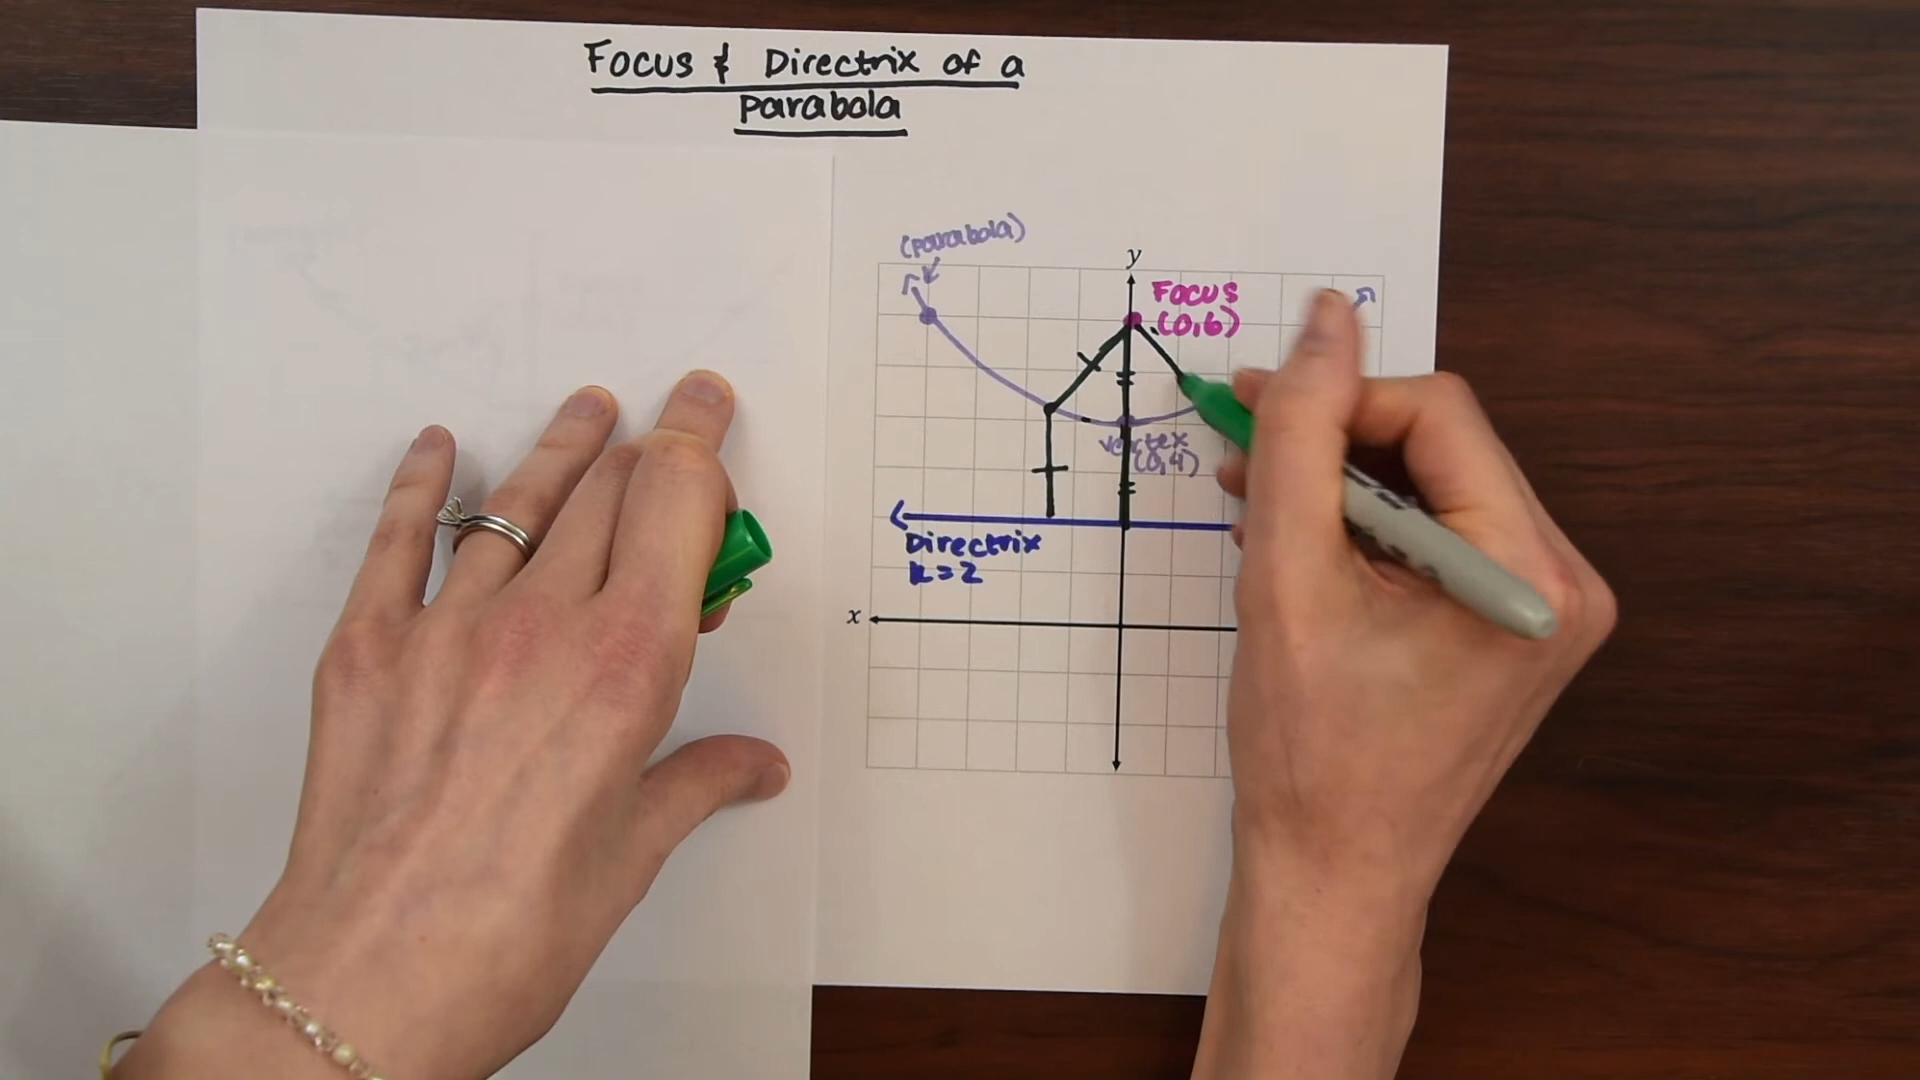 Focus & Directrix of a
parabola
(parabola)
y
Focus
(0,6)
vertex
(0,4)
Directrix
k=2
x